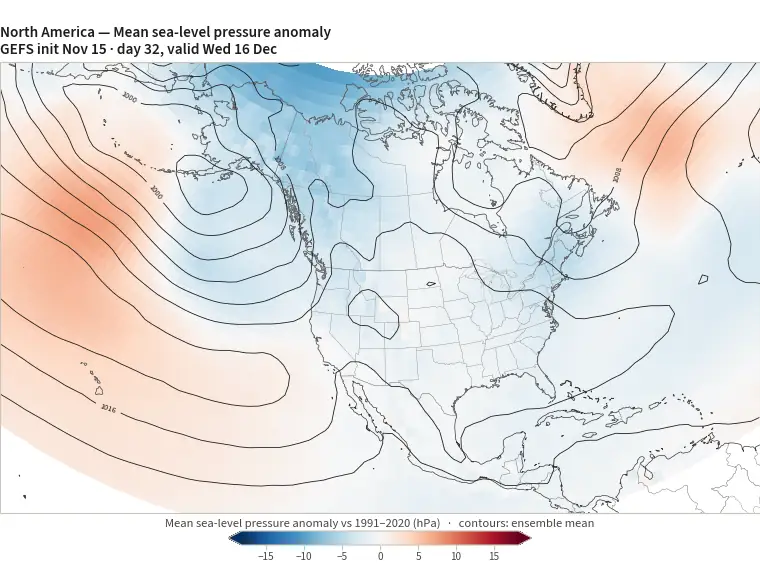 North America — Mean sea-level pressure anomaly
GEFS init Nov 15 · day 32, valid Wed 16 Dec
1000
1008
1000
1008
1016
Mean sea-level pressure anomaly vs 1991–2020 (hPa) · contours: ensemble mean
−15 −10 −5 0 5 10 15